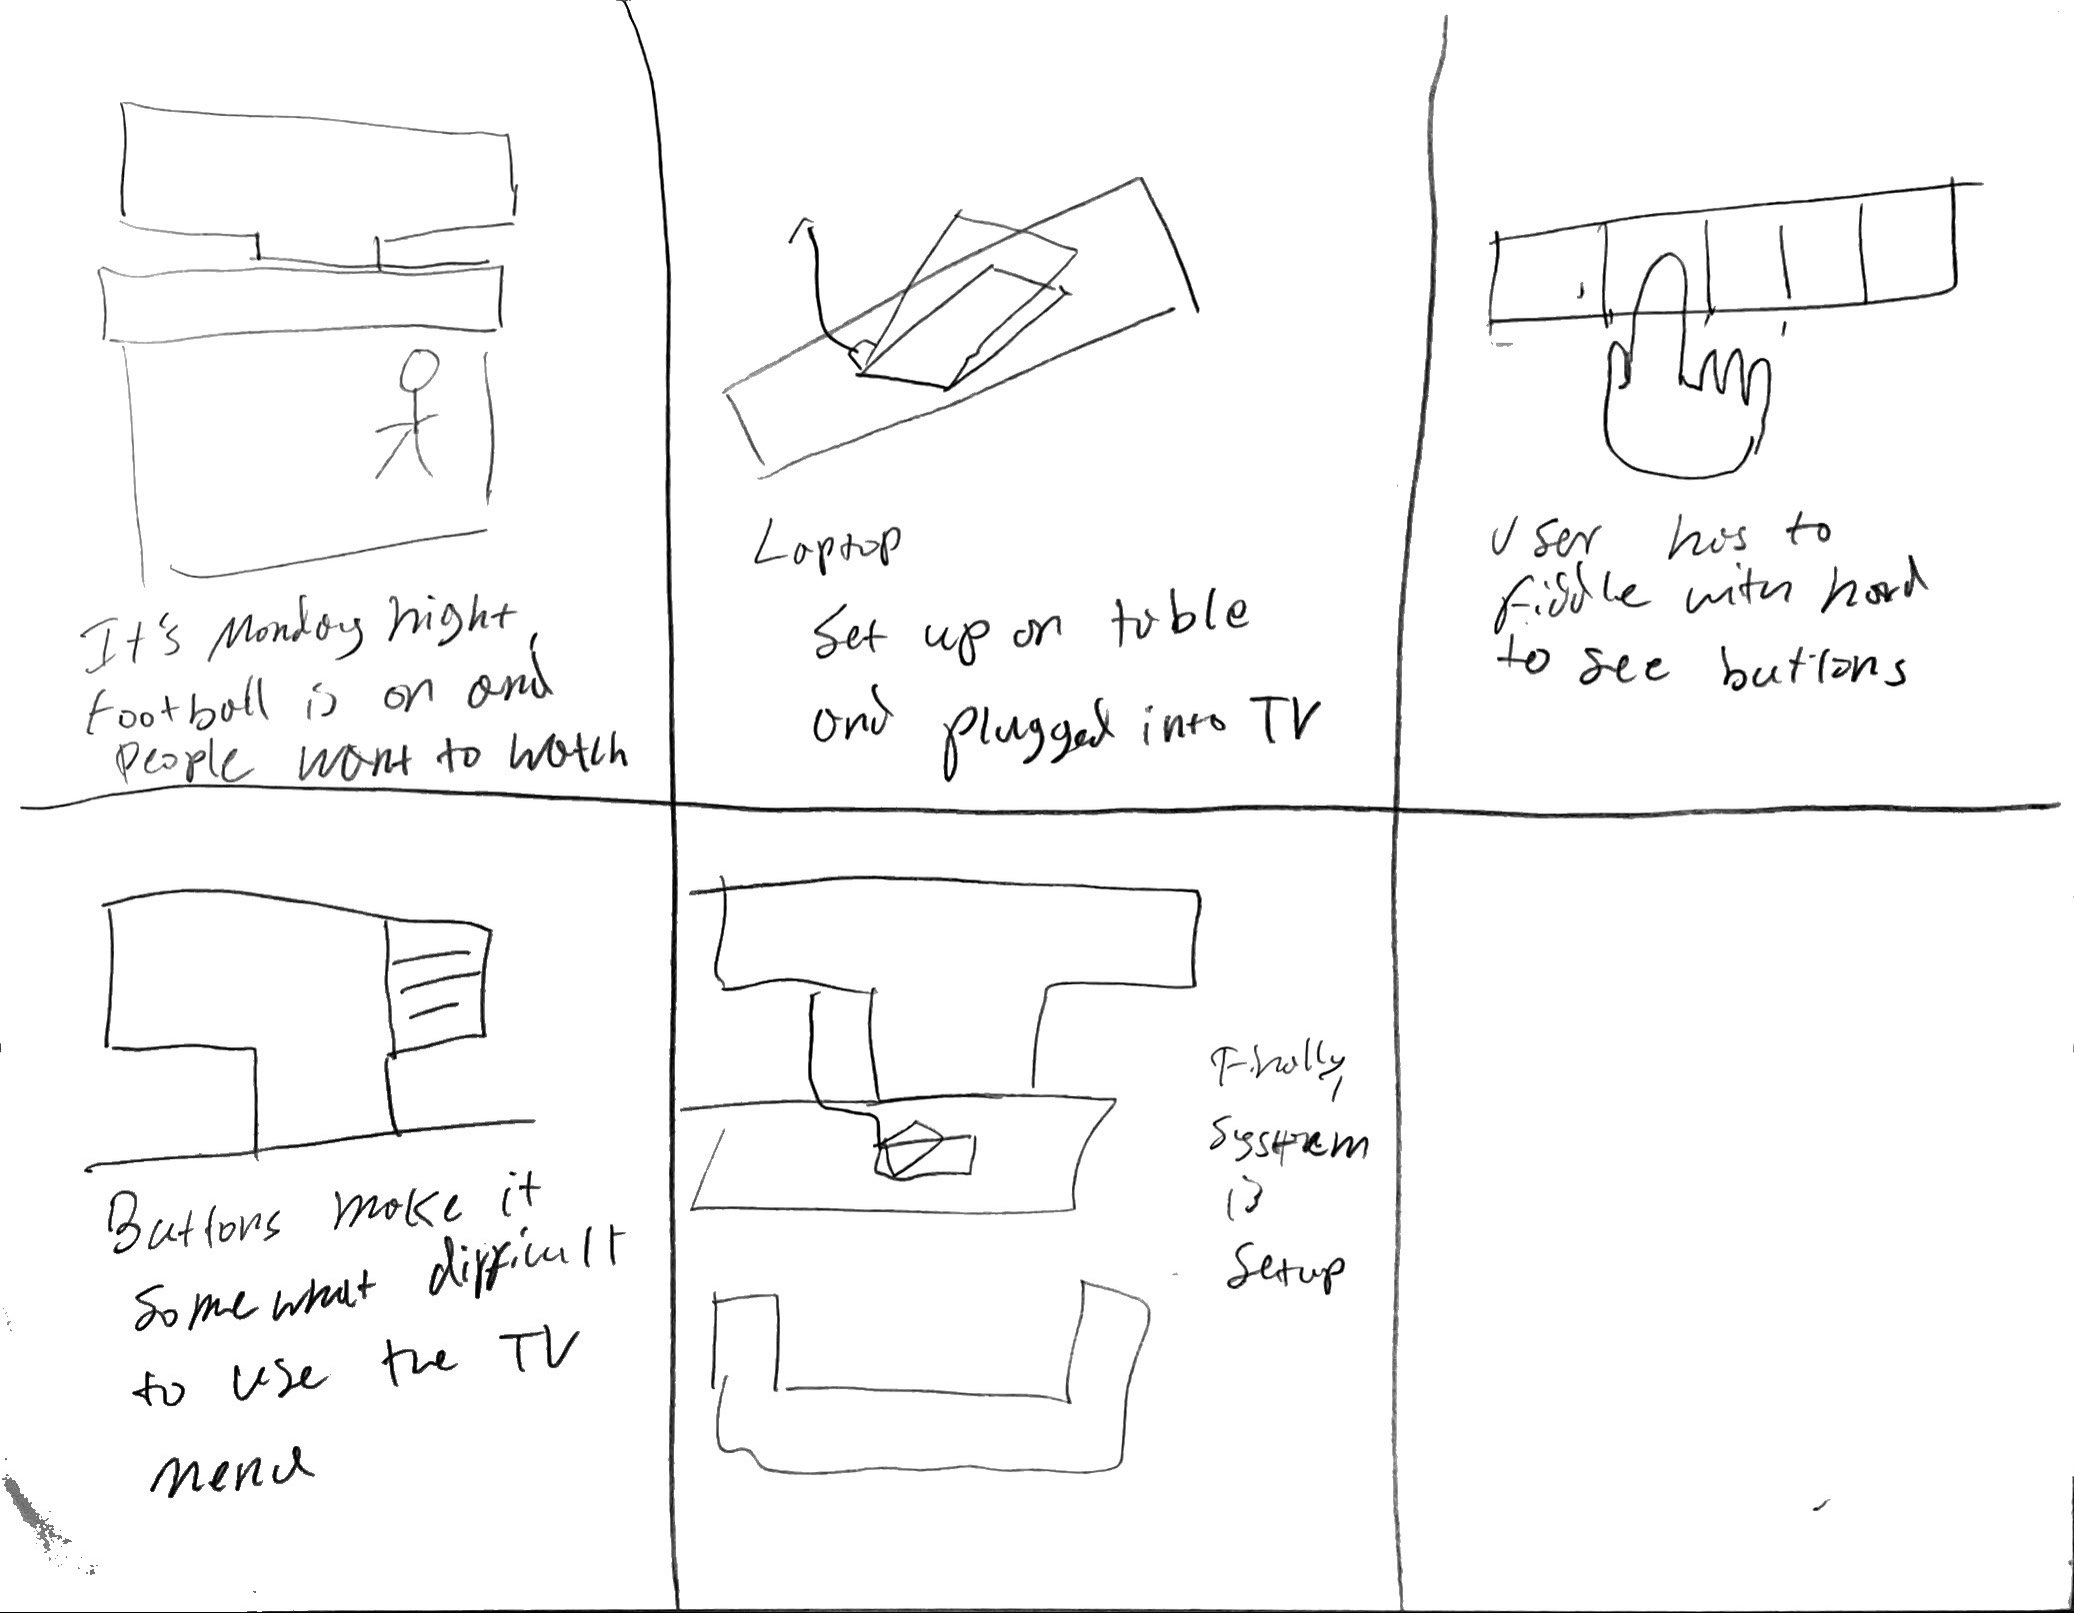 It's Monday night,
football is on and
people want to watch
Laptop
Set up on table
and plugged into TV
User has to
fiddle with hard
to see buttons
Buttons make it
somewhat difficult
to use the TV
menu
Finally,
system
is
setup